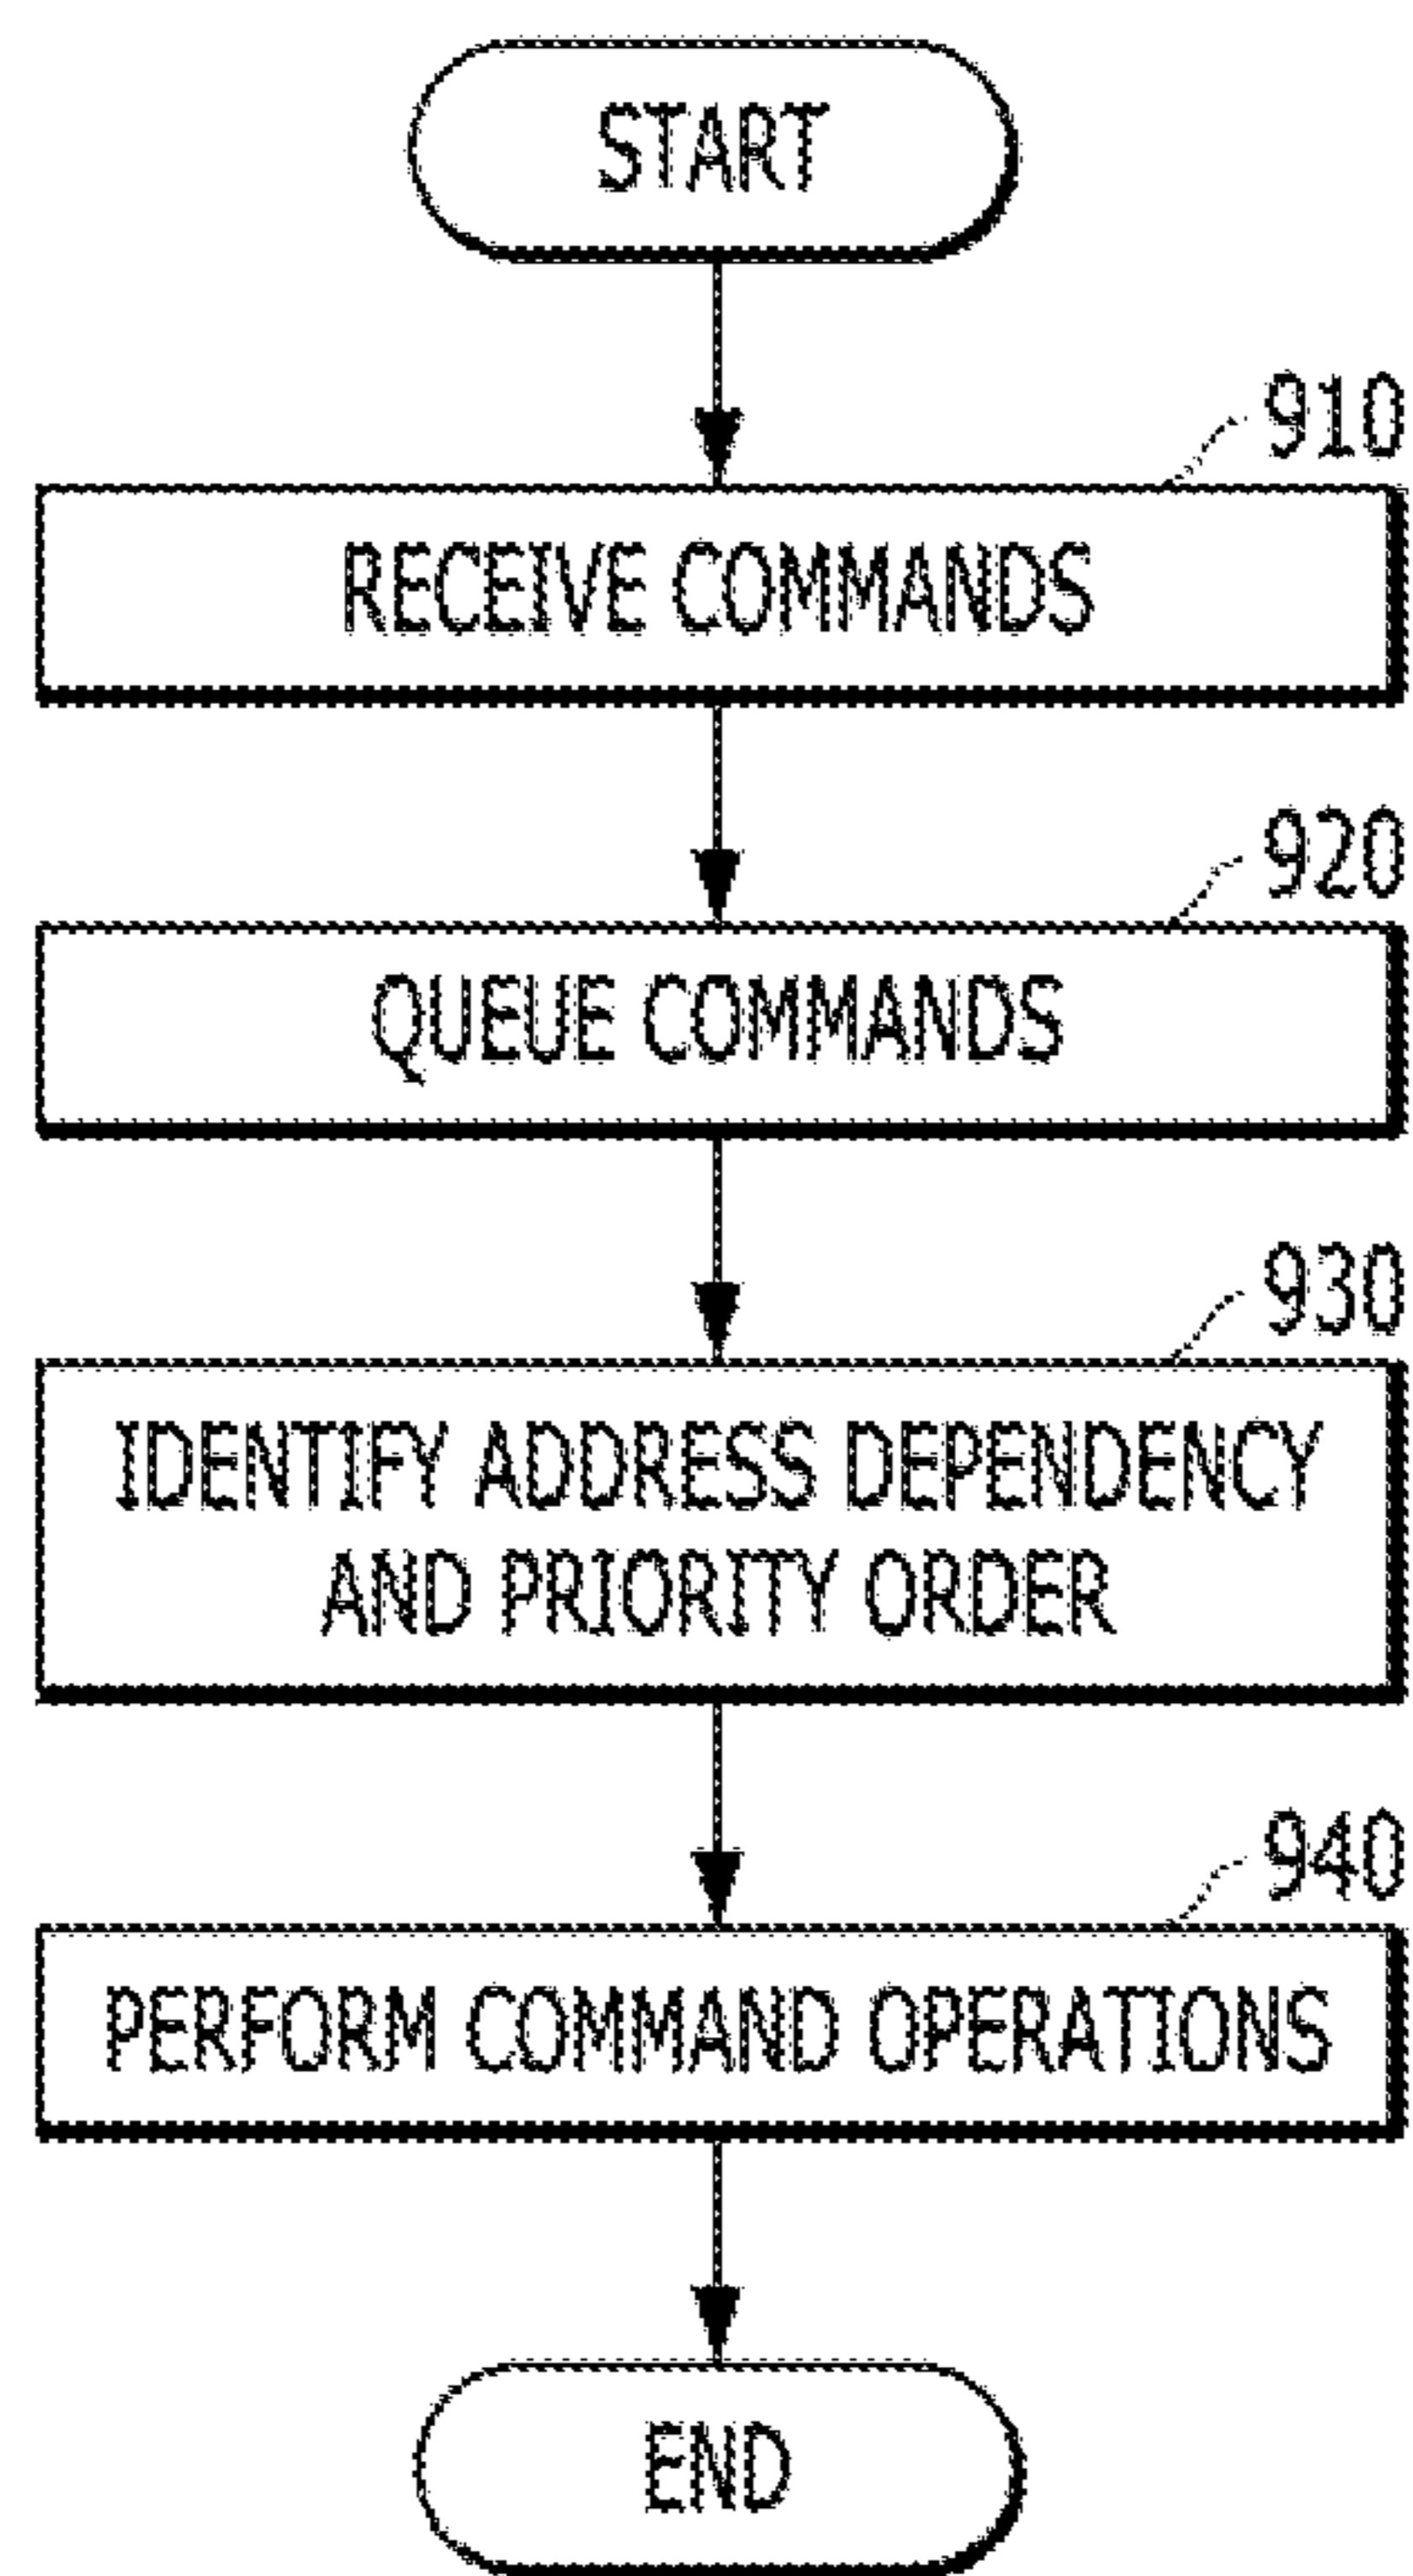 START
910
RECEIVE COMMANDS
920
QUEUE COMMANDS
930
IDENTIFY ADDRESS DEPENDENCY
AND PRIORITY ORDER
940
PERFORM COMMAND OPERATIONS
END